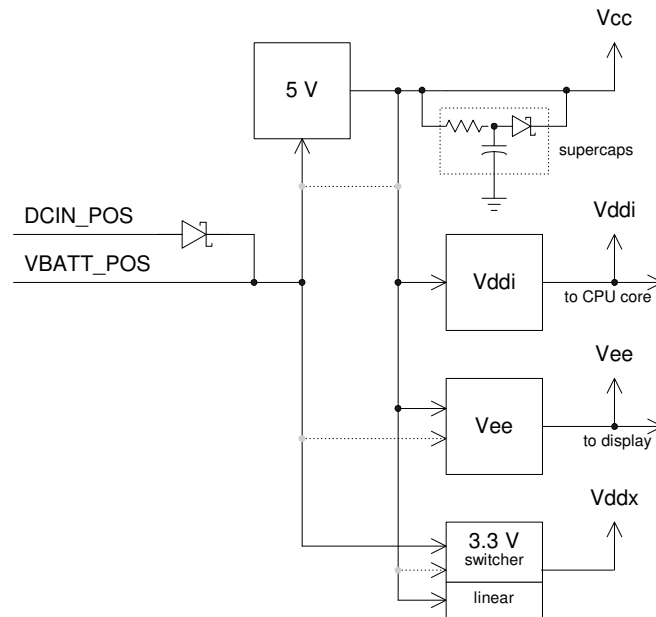 Vcc
5 V
supercaps
DCIN_POS
VBATT_POS
Vddi
Vddi
to CPU core
Vee
Vee
to display
Vddx
3.3 V
switcher
linear